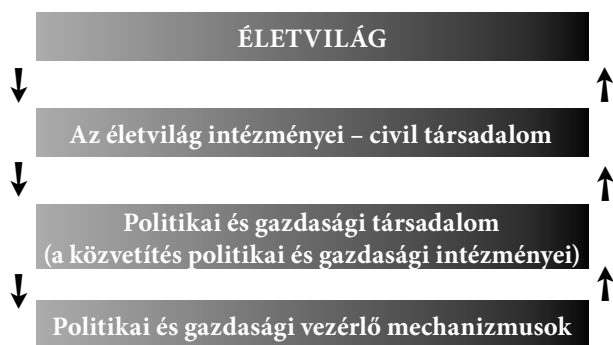 ÉLETVILÁG
Az életvilág intézményei – civil társadalom
Politikai és gazdasági társadalom
(a közvetítés politikai és gazdasági intézményei)
Politikai és gazdasági vezérlő mechanizmusok